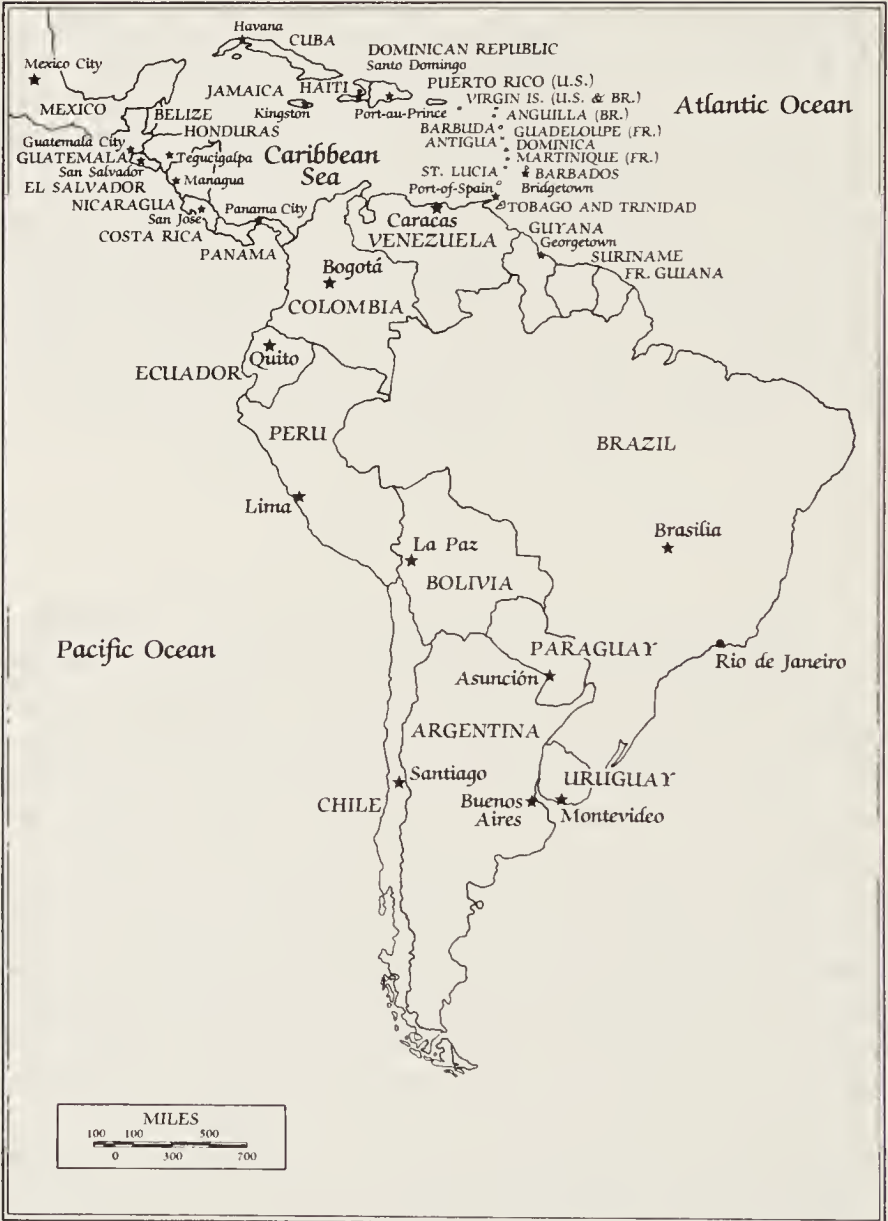 Havana
CUBA
Mexico City
DOMINICAN REPUBLIC
Santo Domingo
JAMAICA
HAITI
PUERTO RICO (U.S.)
VIRGIN IS. (U.S. & BR.)
Atlantic Ocean
MEXICO
BELIZE
Kingston
Port-au-Prince
ANGUILLA (BR.)
HONDURAS
BARBUDA
GUADELOUPE (FR.)
Guatemala City
ANTIGUA
DOMINICA
GUATEMALA
Tegucigalpa
Caribbean
Sea
MARTINIQUE (FR.)
San Salvador
ST. LUCIA
BARBADOS
EL SALVADOR
Managua
Port-of-Spain
Bridgetown
NICARAGUA
San Jose
Panama City
Caracas
TOBAGO AND TRINIDAD
COSTA RICA
VENEZUELA
GUYANA
Georgetown
PANAMA
SURINAME
Bogotá
FR. GUIANA
COLOMBIA
Quito
ECUADOR
PERU
BRAZIL
Lima
Brasilia
La Paz
BOLIVIA
Pacific Ocean
PARAGUAY
Rio de Janeiro
Asunción
ARGENTINA
Santiago
URUGUAY
CHILE
Buenos
Aires
Montevideo
MILES
100 100 500
0 300 700